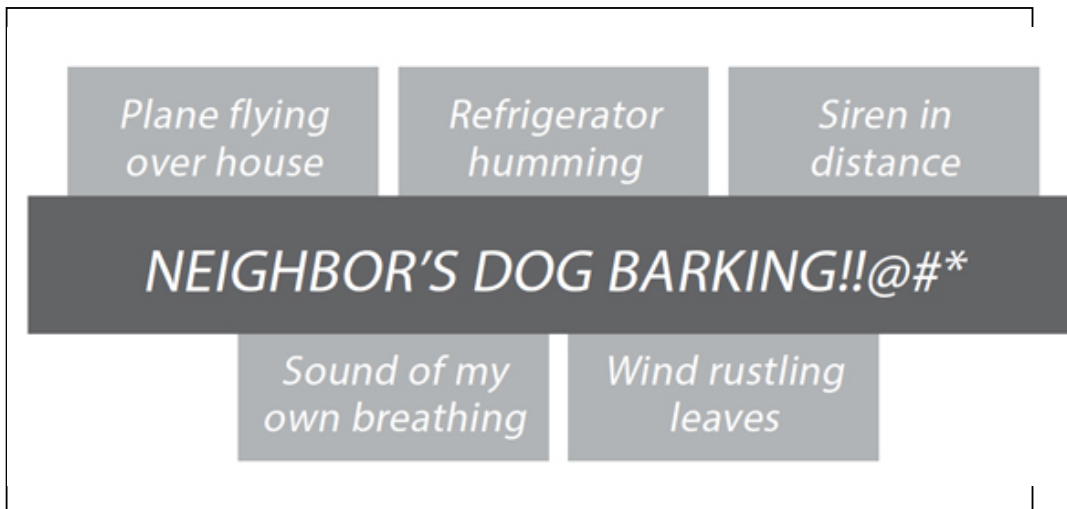 Plane flying
over house
Refrigerator
humming
Siren in
distance
NEIGHBOR’S DOG BARKING!!@#*
Sound of my
own breathing
Wind rustling
leaves